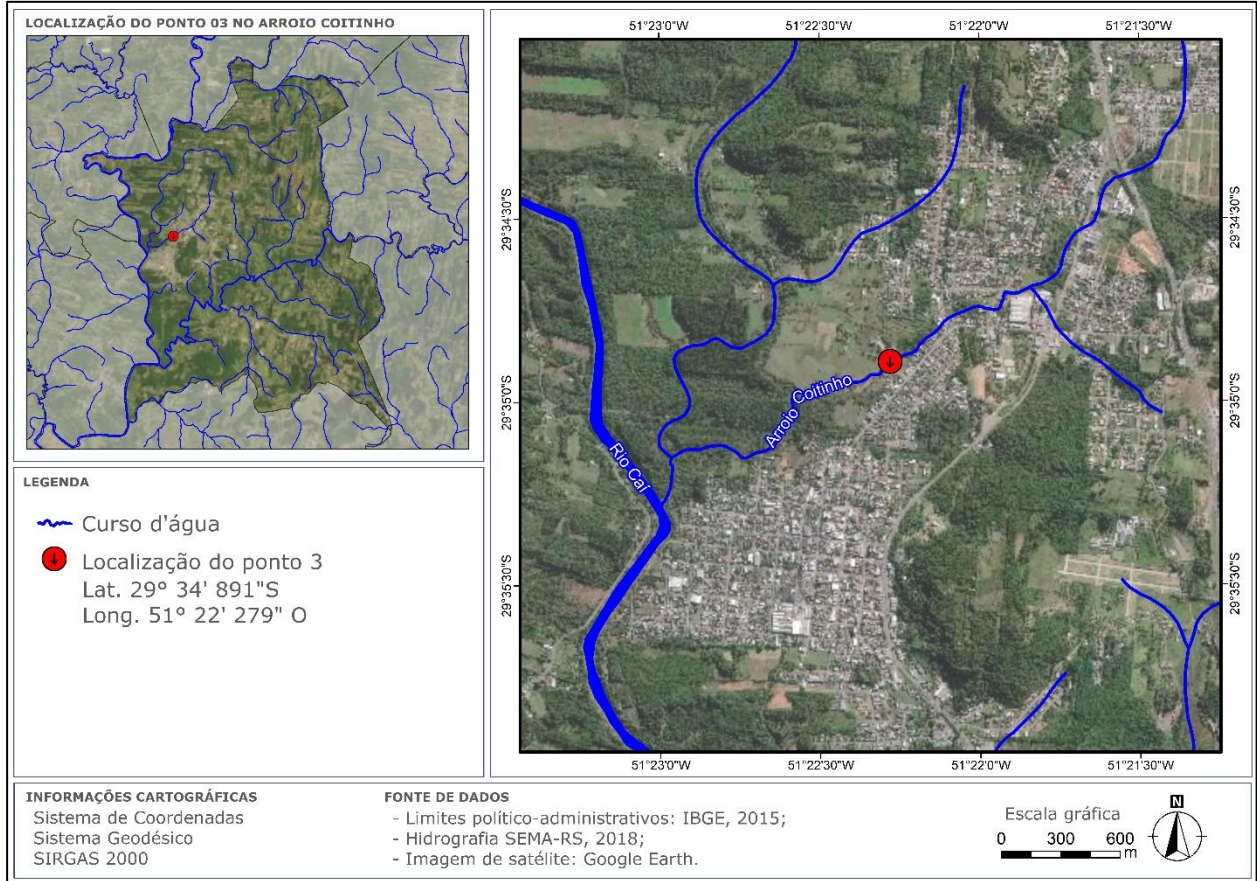 LOCALIZAÇÃO DO PONTO 03 NO ARROIO COITINHO
LEGENDA
Curso d'água
Localização do ponto 3
Lat. 29° 34' 891"S
Long. 51° 22' 279" O
51°23'0"W
51°22'30"W
51°22'0"W
51°21'30"W
29°34'30"S
29°35'0"S
29°35'30"S
29°34'30"S
29°35'0"S
29°35'30"S
Arroio Coitinho
Rio Caí
51°23'0"W
51°22'30"W
51°22'0"W
51°21'30"W
INFORMAÇÕES CARTOGRÁFICAS
Sistema de Coordenadas
Sistema Geodésico
SIRGAS 2000
FONTE DE DADOS
- Limites político-administrativos: IBGE, 2015;
- Hidrografia SEMA-RS, 2018;
- Imagem de satélite: Google Earth.
Escala gráfica
0 300 600
m
N